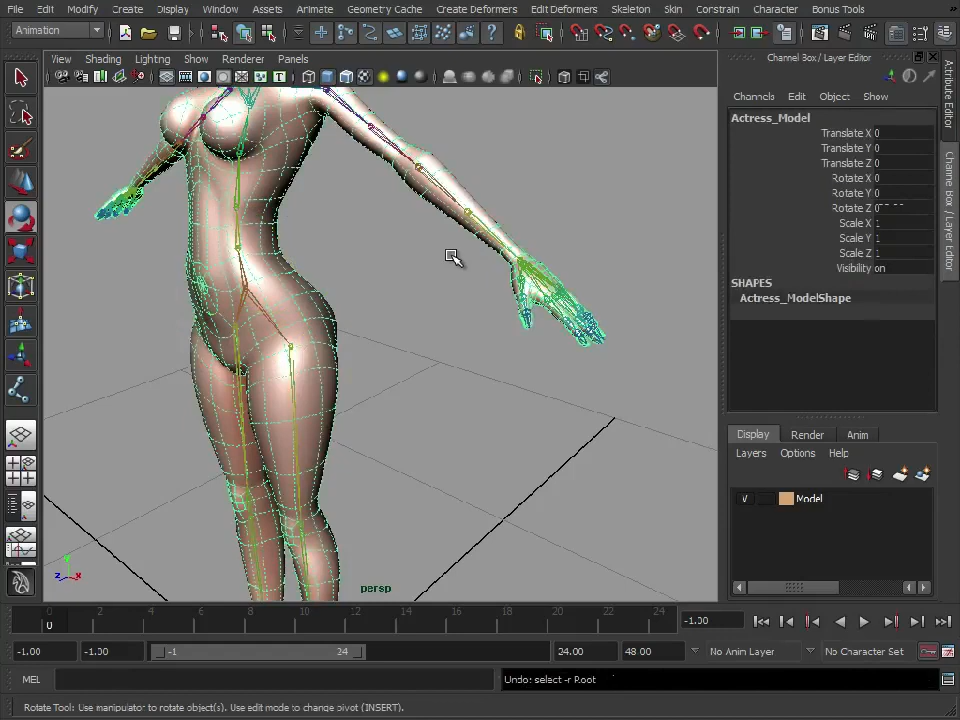 File Edit Modify Create Display Window Assets Animate Geometry Cache Create Deformers Edit Deformers Skeleton Skin Constrain Character Bonus Tools »
Animation
View Shading Lighting Show Renderer Panels
Channel Box / Layer Editor
Channels Edit Object Show
Actress_Model
Translate X 0
Translate Y 0
Translate Z 0
Rotate X 0
Rotate Y 0
Rotate Z 0
Scale X 1
Scale Y 1
Scale Z 1
Visibility on
SHAPES
Actress_ModelShape
Attribute Editor
Channel Box / Layer Editor
Display Render Anim
Layers Options Help
V Model
y
z x
persp
0 2 4 6 8 10 12 14 16 18 20 22 24
0
-1.00
-1.00 -1.00 -1 24 24.00 48.00 No Anim Layer No Character Set
MEL Undo: select -r Root
Rotate Tool: Use manipulator to rotate object(s). Use edit mode to change pivot (INSERT).